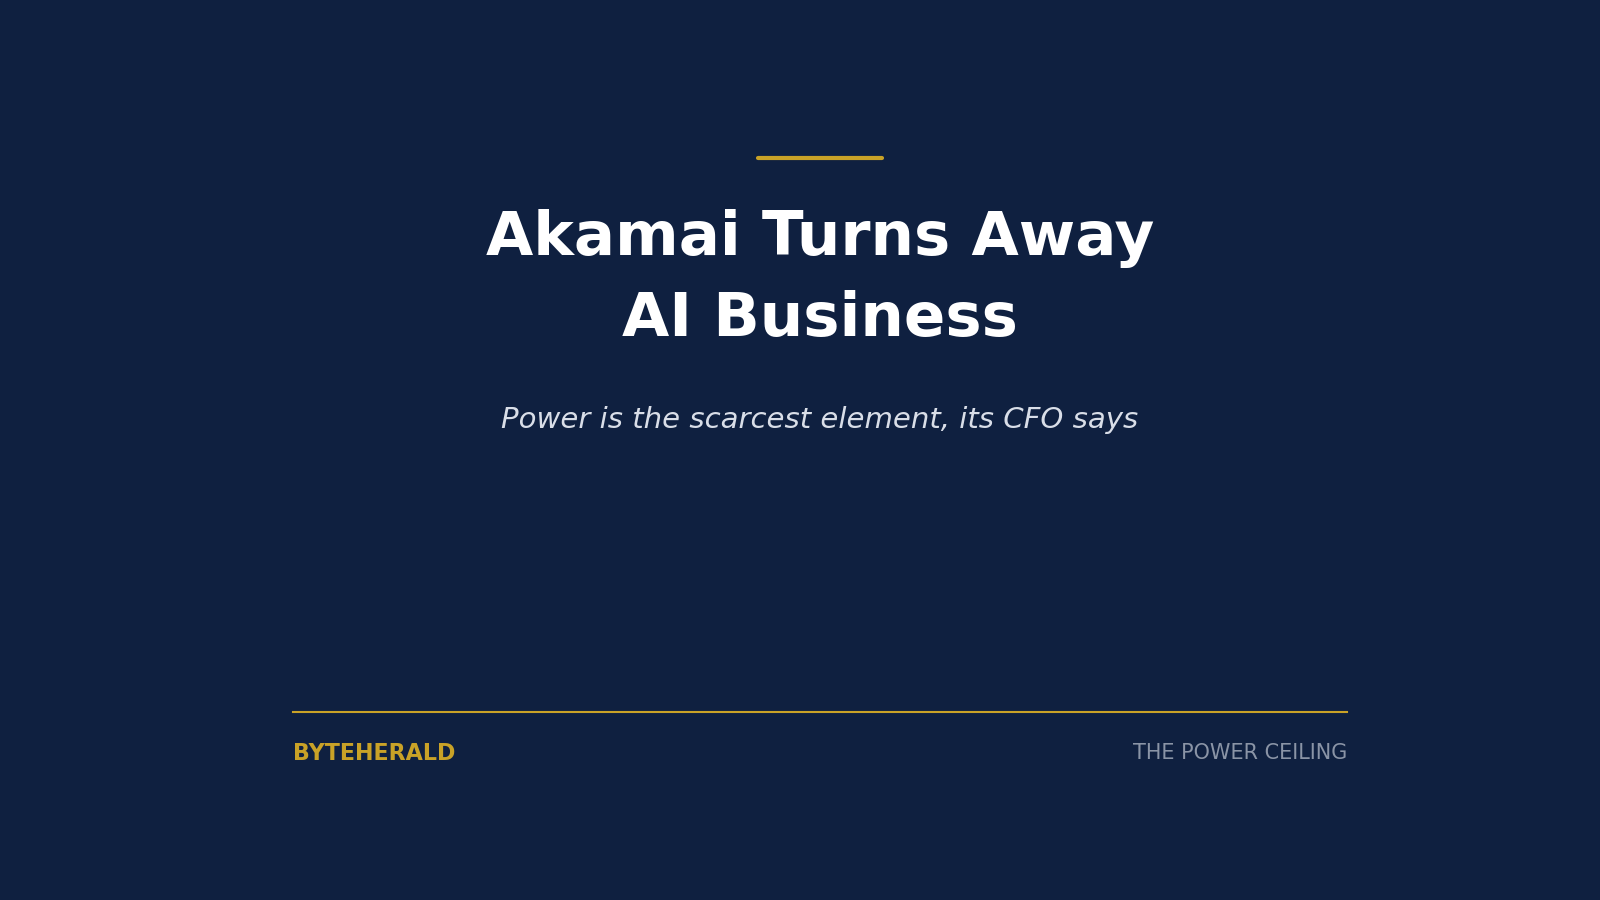 Akamai Turns Away
AI Business
Power is the scarcest element, its CFO says
BYTEHERALD
THE POWER CEILING